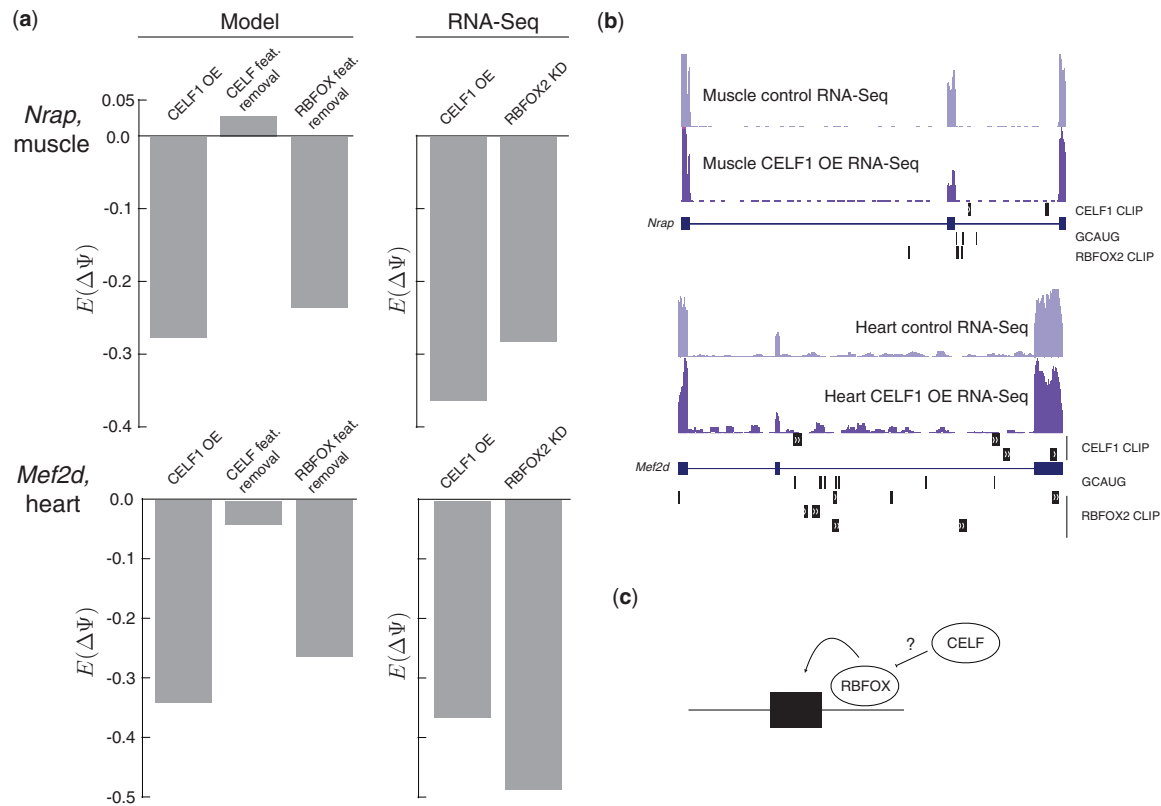 (a)
Model
RNA-Seq
Nrap,
muscle
CELF1 OE
CELF feat.
removal
RBFOX feat.
removal
CELF1 OE
RBFOX2 KD
0.05
0.0
-0.1
-0.2
-0.3
-0.4
E(ΔΨ)
E(ΔΨ)
Mef2d,
heart
CELF1 OE
CELF feat.
removal
RBFOX feat.
removal
CELF1 OE
RBFOX2 KD
0.0
-0.1
-0.2
-0.3
-0.4
-0.5
E(ΔΨ)
E(ΔΨ)
(b)
Muscle control RNA-Seq
Muscle CELF1 OE RNA-Seq
CELF1 CLIP
Nrap
GCAUG
RBFOX2 CLIP
Heart control RNA-Seq
Heart CELF1 OE RNA-Seq
CELF1 CLIP
Mef2d
GCAUG
RBFOX2 CLIP
(c)
?
CELF
RBFOX